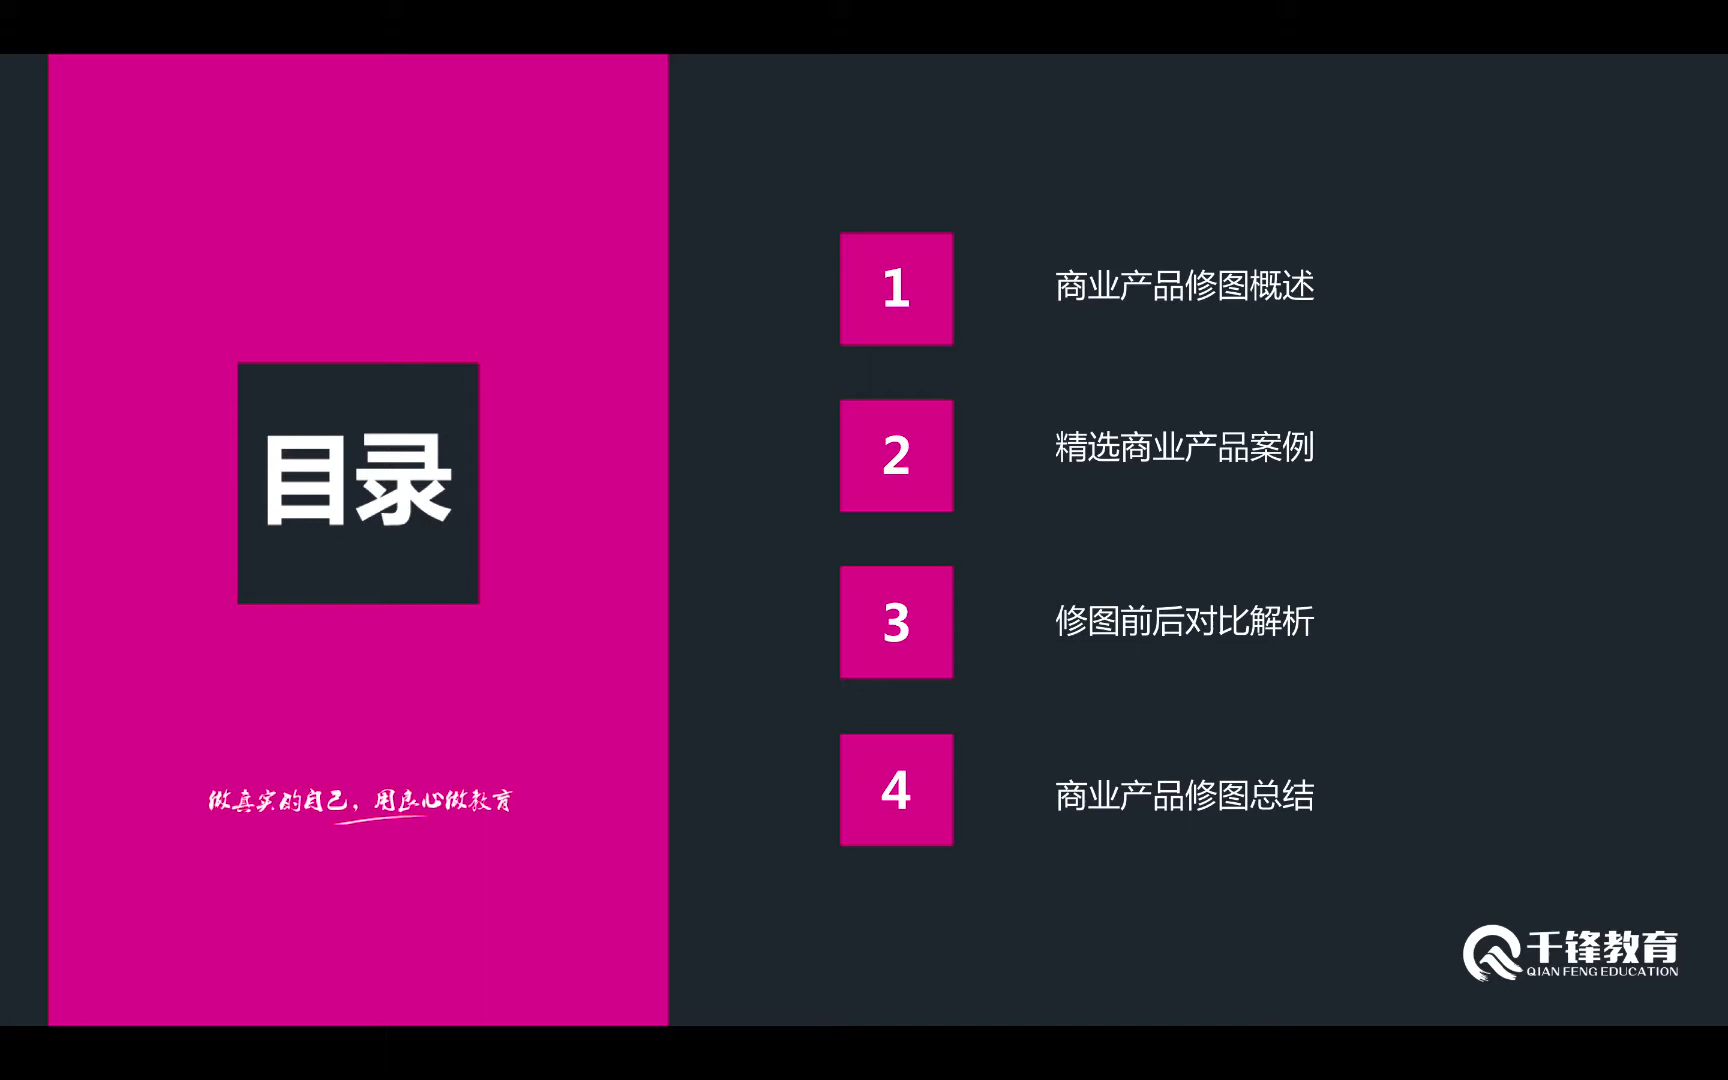 目录
做真实的自己，用良心做教育
1
商业产品修图概述
2
精选商业产品案例
3
修图前后对比解析
4
商业产品修图总结
千锋教育
QIAN FENG EDUCATION